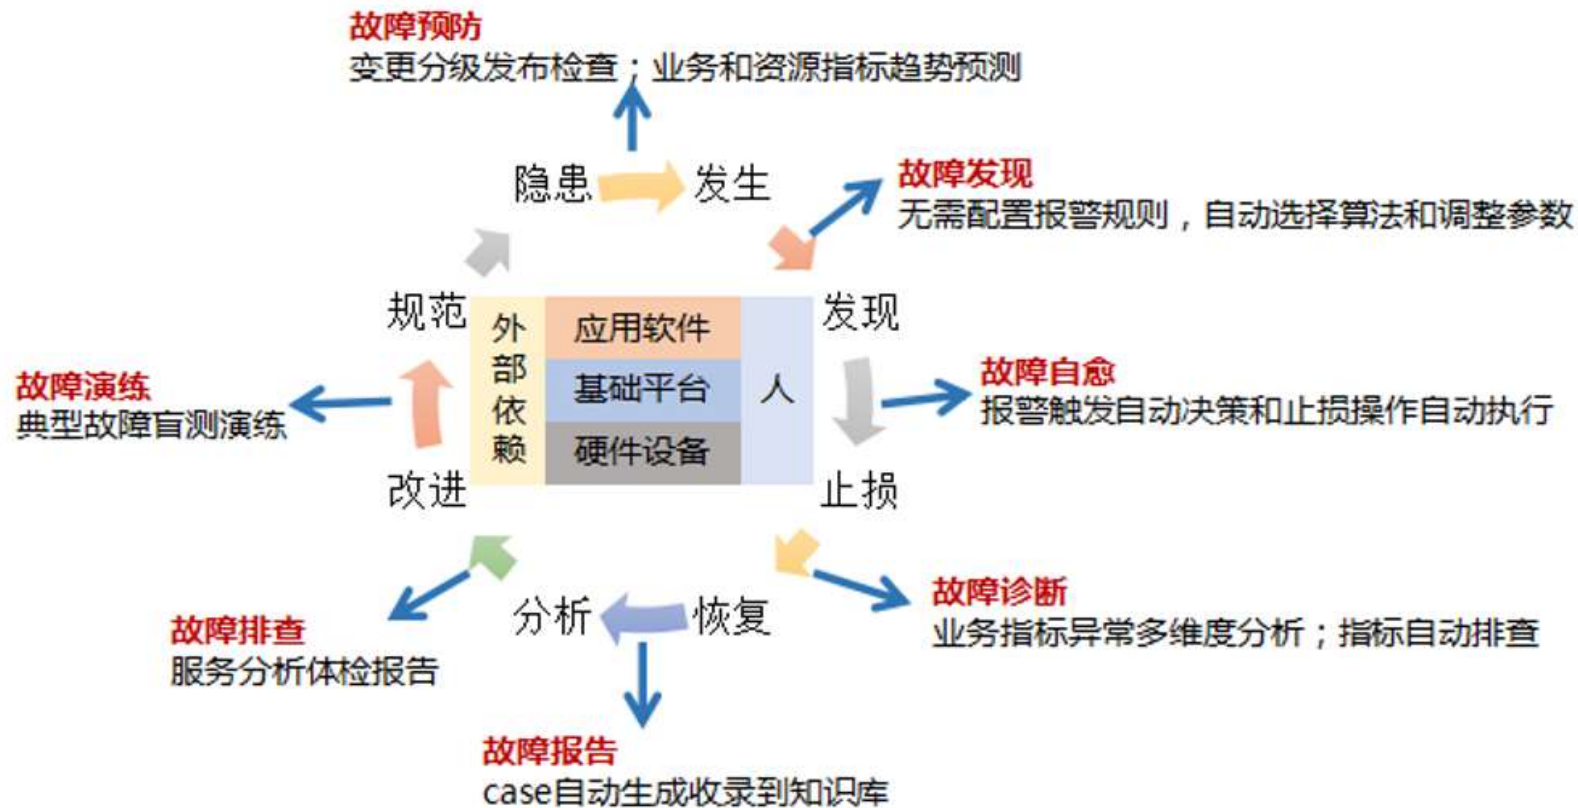 故障预防
变更分级发布检查；业务和资源指标趋势预测
隐患
发生
故障发现
无需配置报警规则，自动选择算法和调整参数
规范
外部依赖
应用软件
基础平台
硬件设备
人
发现
故障演练
典型故障盲测演练
故障自愈
报警触发自动决策和止损操作自动执行
改进
止损
分析
恢复
故障诊断
业务指标异常多维度分析；指标自动排查
故障排查
服务分析体检报告
故障报告
case自动生成收录到知识库